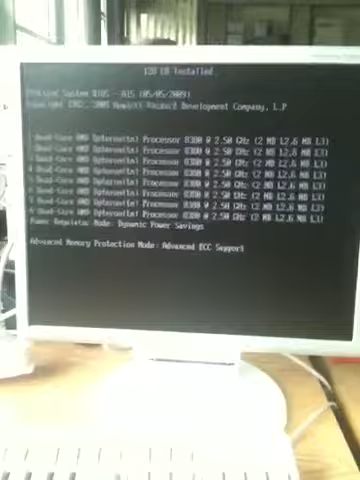 128 GB Installed
ProLiant System BIOS - A15 (05/05/2009)
Copyright 1982, 2009 Hewlett-Packard Development Company, L.P
Quad-Core AMD Opteron(tm) Processor 8380 @ 2.50 GHz (2 MB L2,6 MB L3)
Quad-Core AMD Opteron(tm) Processor 8380 @ 2.50 GHz (2 MB L2,6 MB L3)
Quad-Core AMD Opteron(tm) Processor 8380 @ 2.50 GHz (2 MB L2,6 MB L3)
Quad-Core AMD Opteron(tm) Processor 8380 @ 2.50 GHz (2 MB L2,6 MB L3)
Quad-Core AMD Opteron(tm) Processor 8380 @ 2.50 GHz (2 MB L2,6 MB L3)
Quad-Core AMD Opteron(tm) Processor 8380 @ 2.50 GHz (2 MB L2,6 MB L3)
Quad-Core AMD Opteron(tm) Processor 8380 @ 2.50 GHz (2 MB L2,6 MB L3)
Quad-Core AMD Opteron(tm) Processor 8380 @ 2.50 GHz (2 MB L2,6 MB L3)
Power Regulator Mode: Dynamic Power Savings
Advanced Memory Protection Mode: Advanced ECC Support